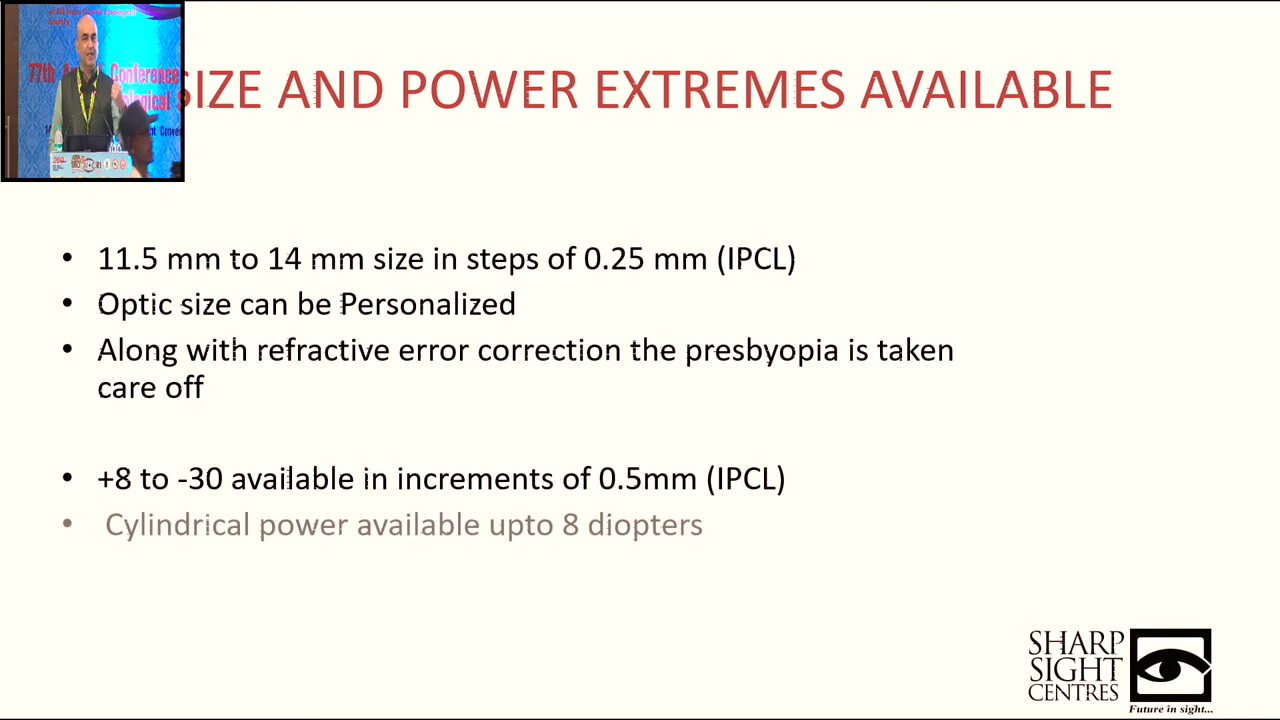 SIZE AND POWER EXTREMES AVAILABLE
77th
Conference
• 11.5 mm to 14 mm size in steps of 0.25 mm (IPCL)
• Optic size can be Personalized
• Along with refractive error correction the presbyopia is taken
care off
• +8 to -30 available in increments of 0.5mm (IPCL)
• Cylindrical power available upto 8 diopters
SHARP
SIGHT
CENTRES
Future in sight...